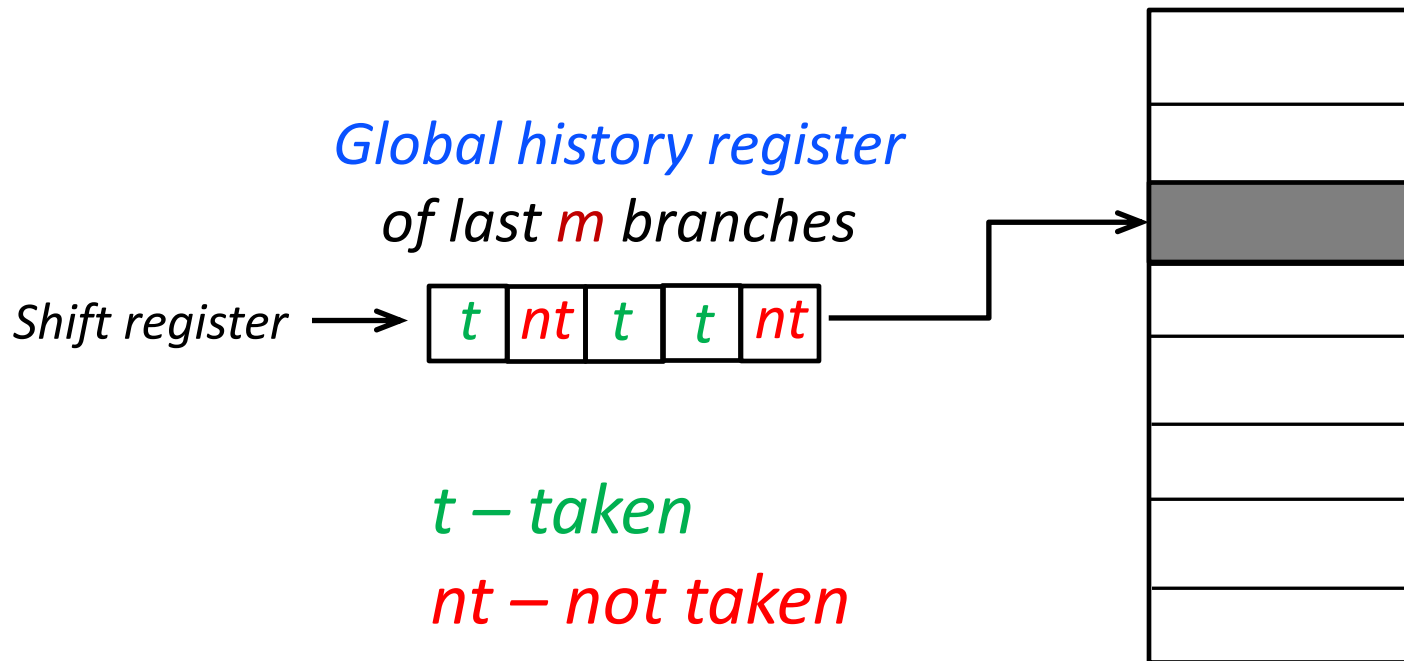 Global history register
of last m branches
Shift register
t nt t t nt
t – taken
nt – not taken